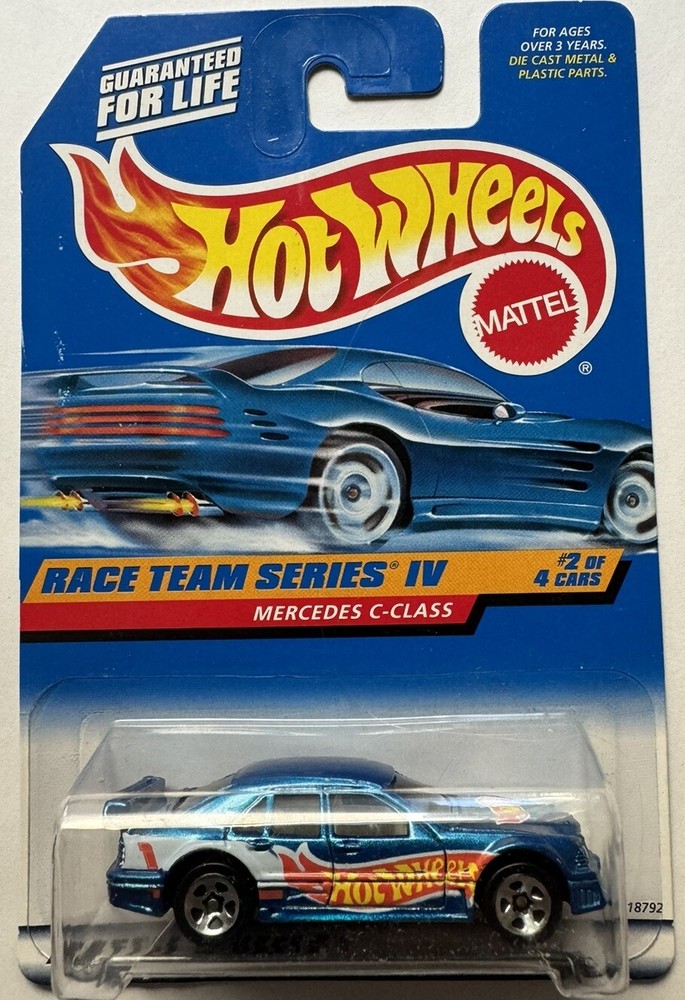 GUARANTEED
FOR LIFE
FOR AGES
OVER 3 YEARS.
DIE CAST METAL &
PLASTIC PARTS.
HOT WHEELS
MATTEL
®
RACE TEAM SERIES® IV
#2 OF
4 CARS
MERCEDES C-CLASS
1
HOT WHEELS
18792